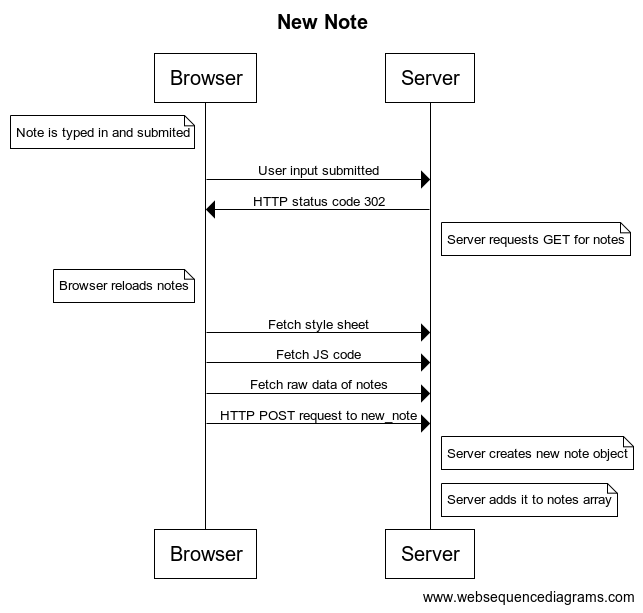 New Note
Browser
Server
Note is typed in and submited
User input submitted
HTTP status code 302
Server requests GET for notes
Browser reloads notes
Fetch style sheet
Fetch JS code
Fetch raw data of notes
HTTP POST request to new_note
Server creates new note object
Server adds it to notes array
Browser
Server
www.websequencediagrams.com